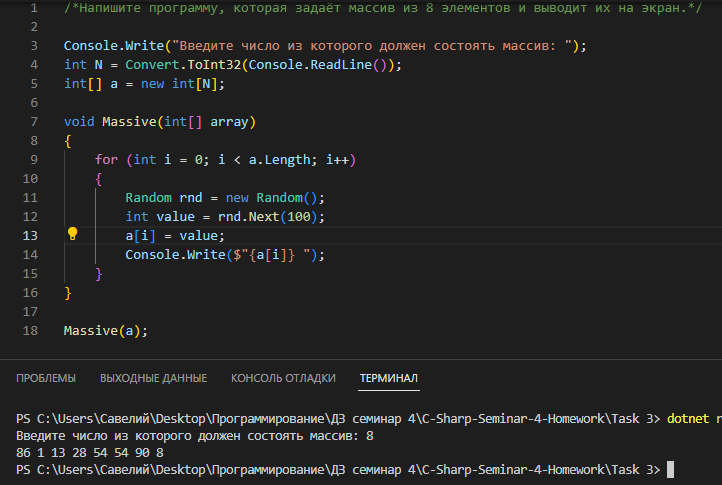 1 /*Напишите программу, которая задаёт массив из 8 элементов и выводит их на экран.*/
2
3 Console.Write("Введите число из которого должен состоять массив: ");
4 int N = Convert.ToInt32(Console.ReadLine());
5 int[] a = new int[N];
6
7 void Massive(int[] array)
8 {
9 for (int i = 0; i < a.Length; i++)
10 {
11 Random rnd = new Random();
12 int value = rnd.Next(100);
13 a[i] = value;
14 Console.Write($"{a[i]} ");
15 }
16 }
17
18 Massive(a);
ПРОБЛЕМЫ ВЫХОДНЫЕ ДАННЫЕ КОНСОЛЬ ОТЛАДКИ ТЕРМИНАЛ
PS C:\Users\Савелий\Desktop\Программирование\ДЗ семинар 4\C-Sharp-Seminar-4-Homework\Task 3> dotnet r
Введите число из которого должен состоять массив: 8
86 1 13 28 54 54 90 8
PS C:\Users\Савелий\Desktop\Программирование\ДЗ семинар 4\C-Sharp-Seminar-4-Homework\Task 3>